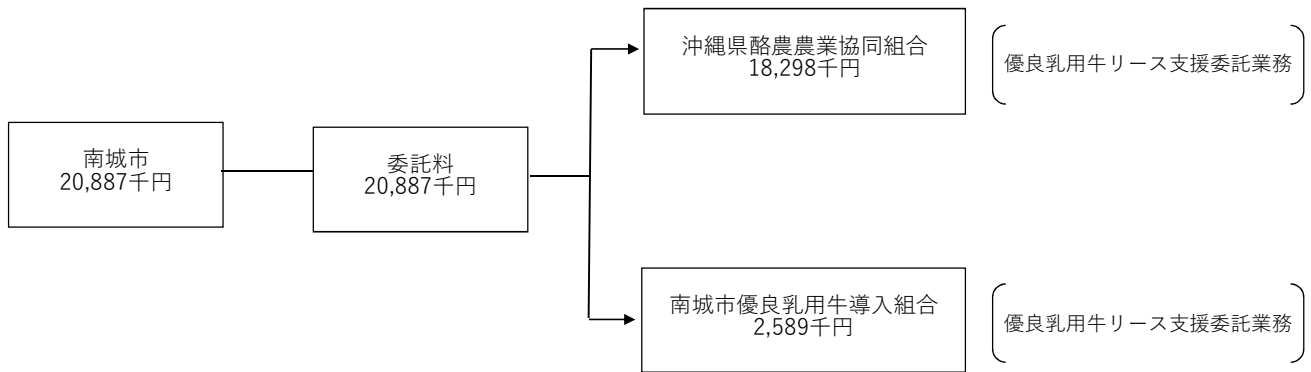 南城市
20,887千円
委託料
20,887千円
沖縄県酪農農業協同組合
18,298千円
優良乳用牛リース支援委託業務
南城市優良乳用牛導入組合
2,589千円
優良乳用牛リース支援委託業務